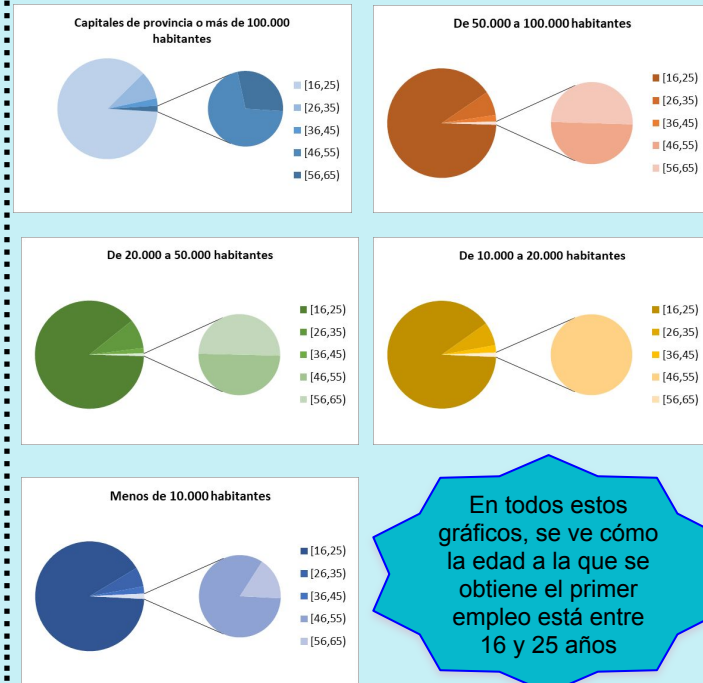 Capitales de provincia o más de 100.000
habitantes
[16,25)
[26,35)
[36,45)
[46,55)
[56,65)
De 50.000 a 100.000 habitantes
[16,25)
[26,35)
[36,45)
[46,55)
[56,65)
De 20.000 a 50.000 habitantes
[16,25)
[26,35)
[36,45)
[46,55)
[56,65)
De 10.000 a 20.000 habitantes
[16,25)
[26,35)
[36,45)
[46,55)
[56,65)
Menos de 10.000 habitantes
[16,25)
[26,35)
[36,45)
[46,55)
[56,65)
En todos estos
gráficos, se ve cómo
la edad a la que se
obtiene el primer
empleo está entre
16 y 25 años